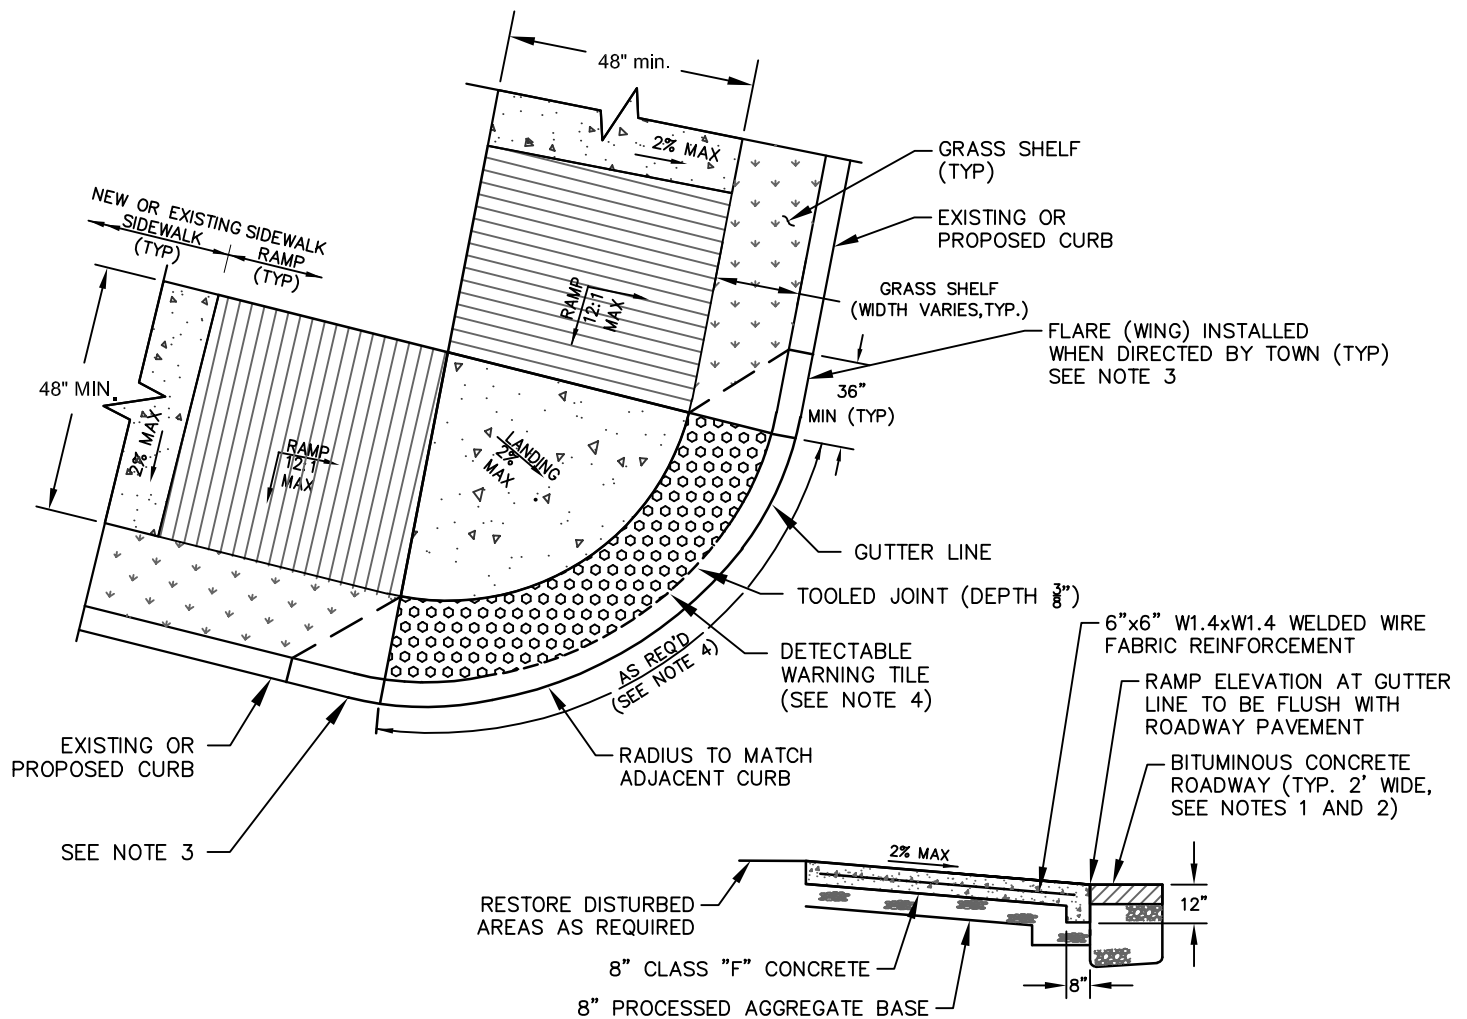 48" min.
2% MAX
GRASS SHELF
(TYP)
EXISTING OR
PROPOSED CURB
NEW OR EXISTING SIDEWALK
SIDEWALK
(TYP)
RAMP
(TYP)
RAMP
12:1
MAX
GRASS SHELF
(WIDTH VARIES,TYP.)
FLARE (WING) INSTALLED
WHEN DIRECTED BY TOWN (TYP)
SEE NOTE 3
48" MIN.
36"
MIN (TYP)
2% MAX
RAMP
12:1
MAX
LANDING
2%
MAX
GUTTER LINE
TOOLED JOINT (DEPTH 3/8")
DETECTABLE
WARNING TILE
(SEE NOTE 4)
AS REQ'D
(SEE NOTE 4)
6"x6" W1.4xW1.4 WELDED WIRE
FABRIC REINFORCEMENT
RAMP ELEVATION AT GUTTER
LINE TO BE FLUSH WITH
ROADWAY PAVEMENT
EXISTING OR
PROPOSED CURB
RADIUS TO MATCH
ADJACENT CURB
BITUMINOUS CONCRETE
ROADWAY (TYP. 2' WIDE,
SEE NOTES 1 AND 2)
SEE NOTE 3
2% MAX
RESTORE DISTURBED
AREAS AS REQUIRED
12"
8" CLASS "F" CONCRETE
8"
8" PROCESSED AGGREGATE BASE